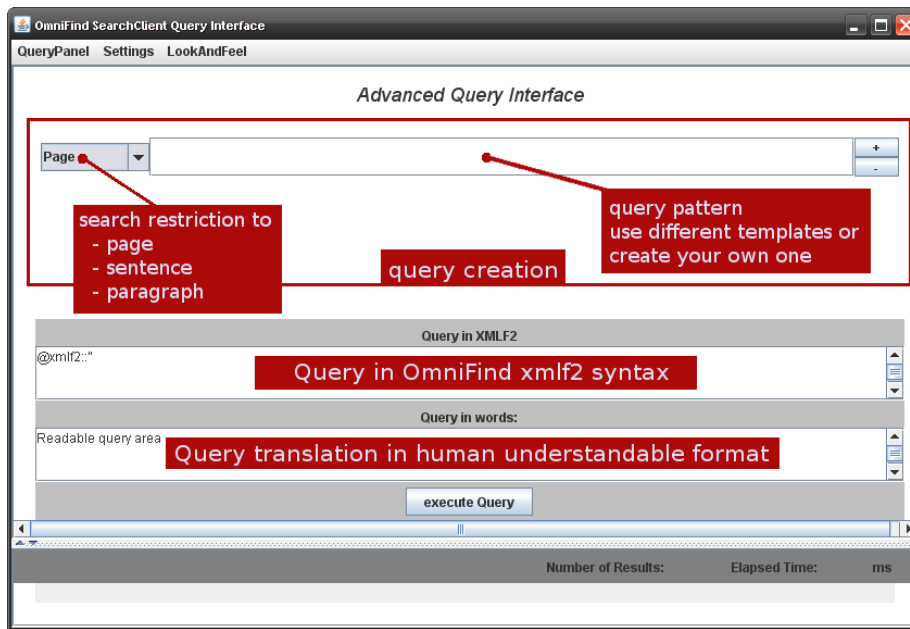 OmniFind SearchClient Query Interface
QueryPanel Settings LookAndFeel
Advanced Query Interface
Page
+
-
search restriction to
- page
- sentence
- paragraph
query pattern
use different templates or
create your own one
query creation
Query in XMLF2
@xmlf2::"
Query in OmniFind xmlf2 syntax
Query in words:
Readable query area
Query translation in human understandable format
execute Query
Number of Results: Elapsed Time: ms